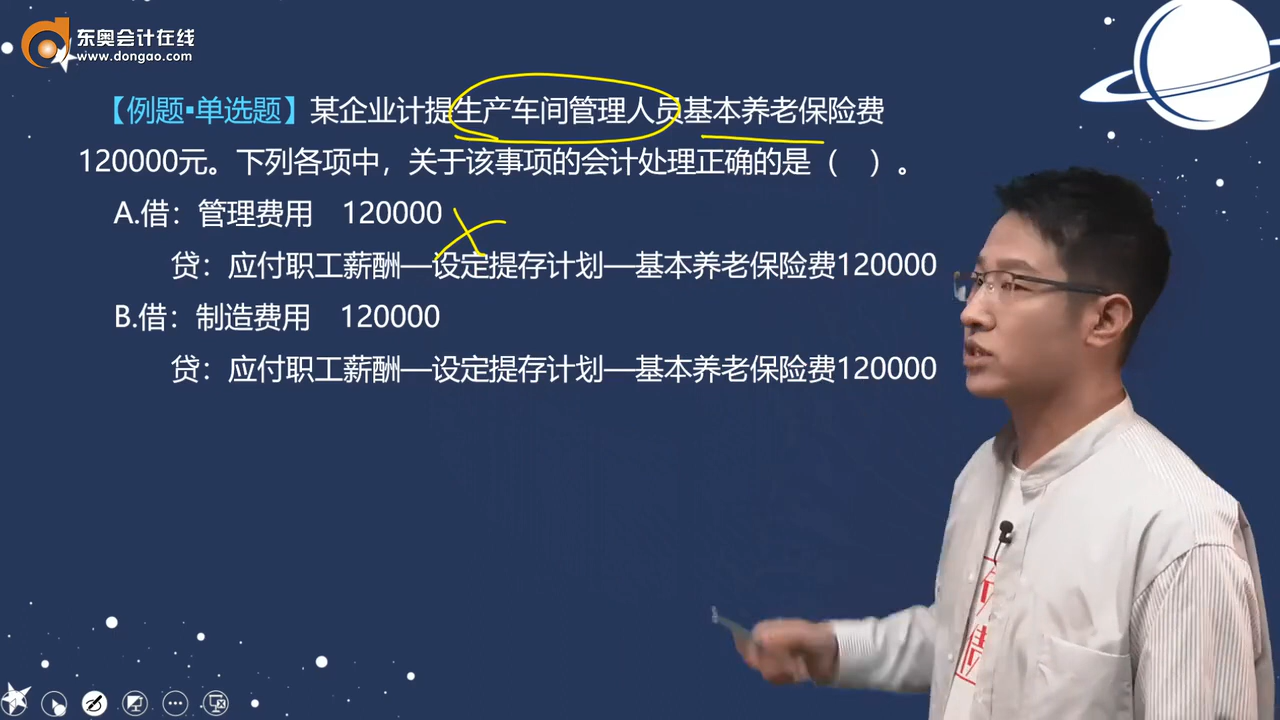 东奥会计在线
www.dongao.com
【例题▪单选题】某企业计提生产车间管理人员基本养老保险费
120000元。下列各项中，关于该事项的会计处理正确的是（ ）。
A.借：管理费用 120000
贷：应付职工薪酬—设定提存计划—基本养老保险费120000
B.借：制造费用 120000
贷：应付职工薪酬—设定提存计划—基本养老保险费120000